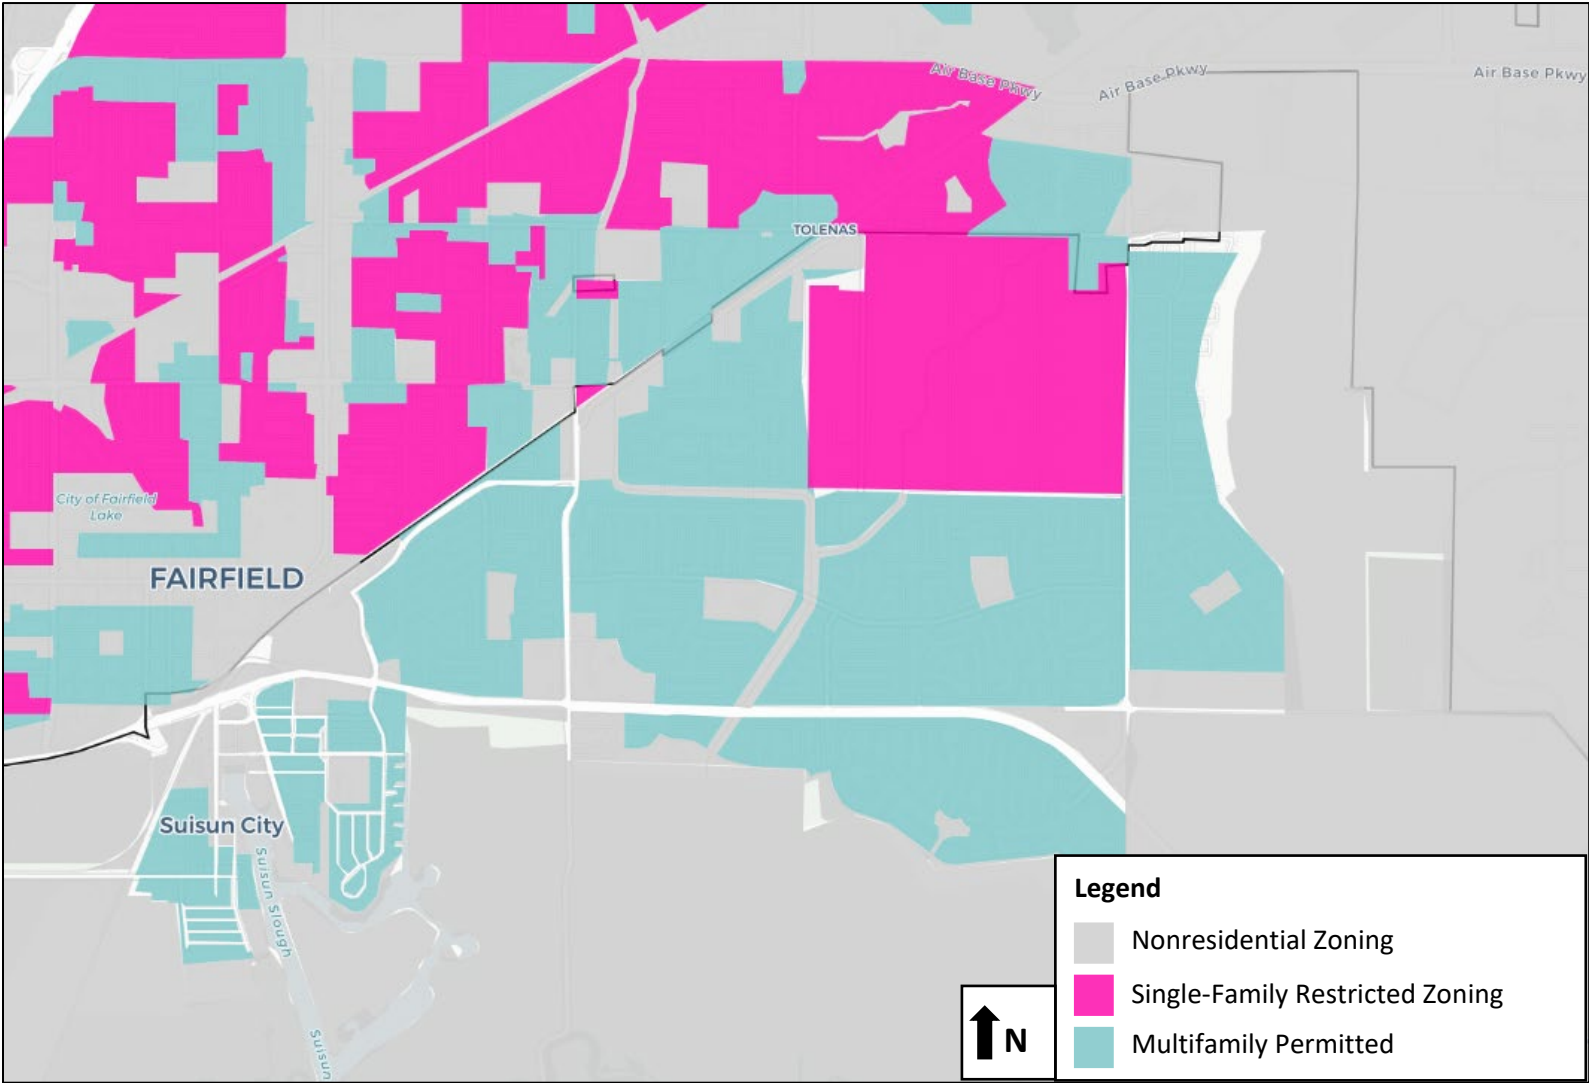 Air Base Pkwy
Air Base Pkwy
Air Base Pkwy
TOLENAS
City of Fairfield
Lake
FAIRFIELD
Suisun City
Suisun Slough
Suisun
Legend
Nonresidential Zoning
Single-Family Restricted Zoning
Multifamily Permitted
N